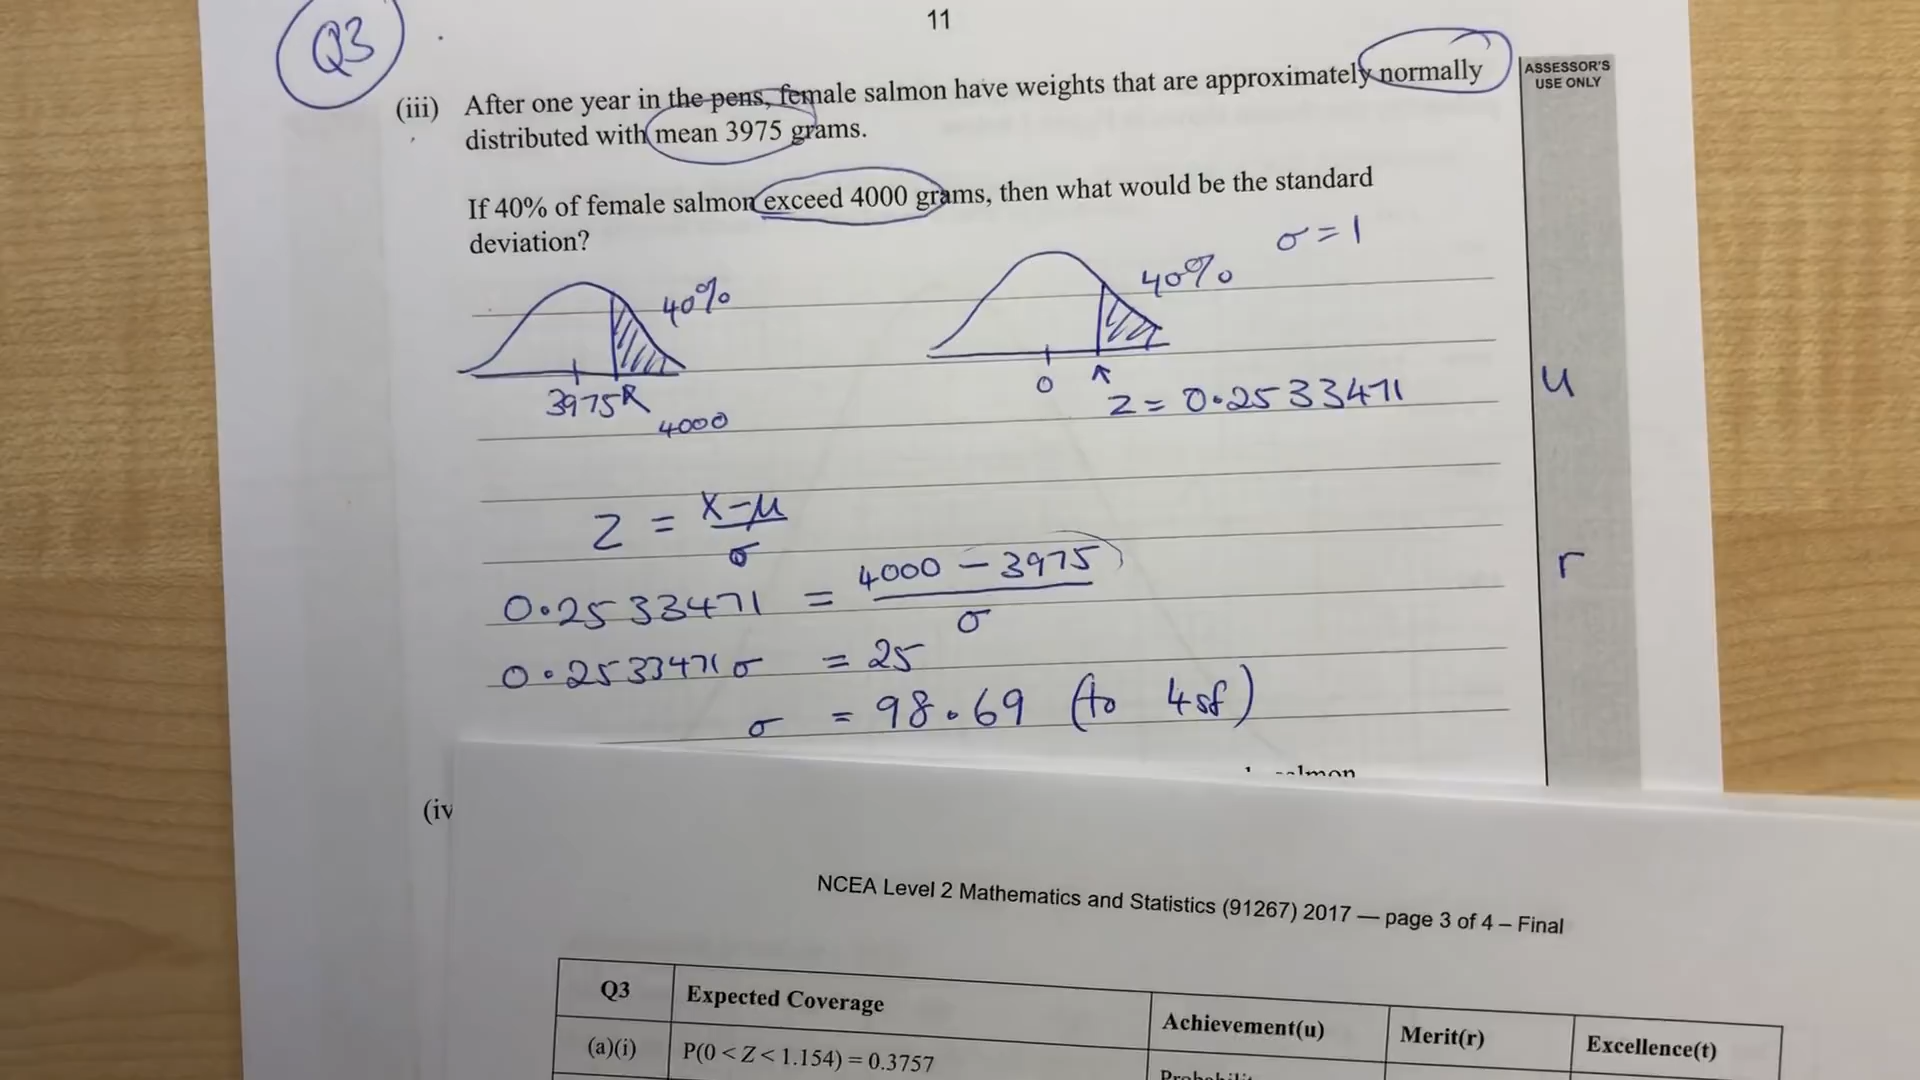 11
Q3
ASSESSOR'S
USE ONLY
(iii) After one year in the pens, female salmon have weights that are approximately normally
distributed with mean 3975 grams.
If 40% of female salmon exceed 4000 grams, then what would be the standard
deviation?
σ = 1
40%
40%
3975
4000
0
Z = 0.2533471
u
Z = X-μ
σ
r
0.2533471 = 4000 - 3975
σ
0.2533471 σ = 25
σ = 98.69 (to 4sf)
salmon
(iv
NCEA Level 2 Mathematics and Statistics (91267) 2017 — page 3 of 4 – Final
Q3 Expected Coverage Achievement(u) Merit(r) Excellence(t)
(a)(i) P(0 < Z < 1.154) = 0.3757